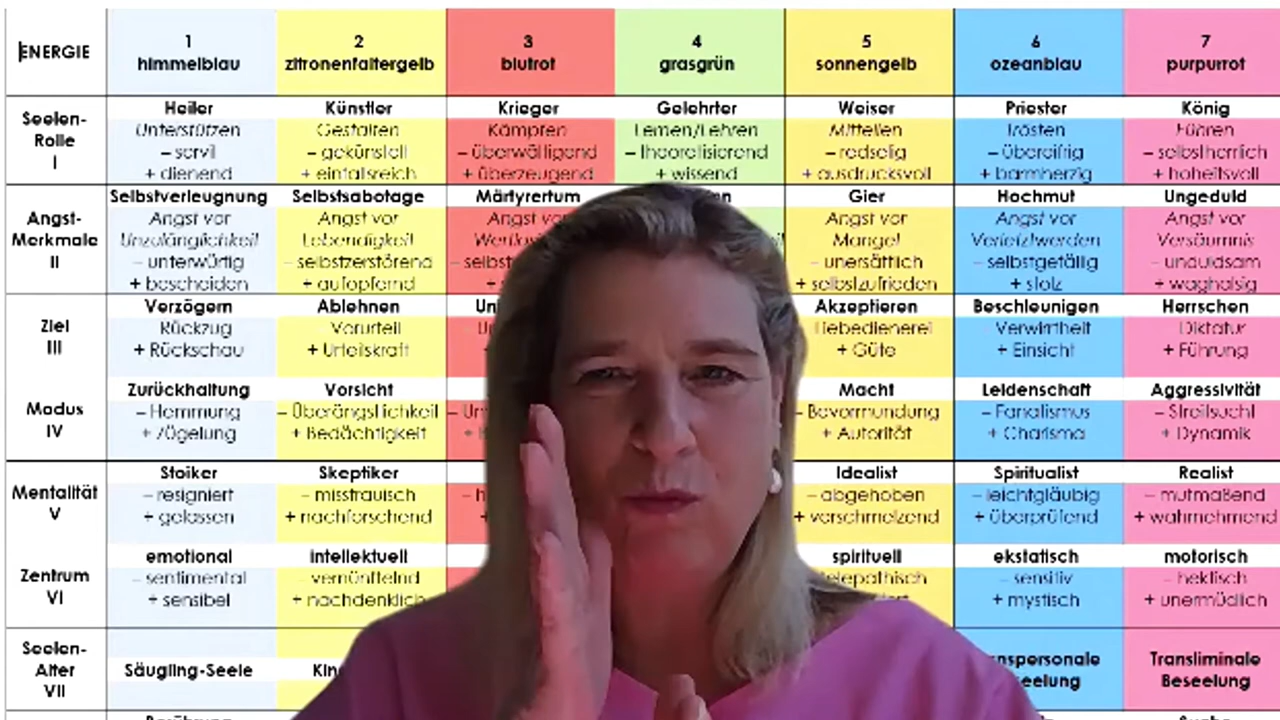 ENERGIE
1
himmelblau
2
zitronenfaltergelb
3
blutrot
4
grasgrün
5
sonnengelb
6
ozeanblau
7
purpurrot
Seelen-
Rolle
I
Heiler
Unterstützen
– servil
+ dienend
Künstler
Gestalten
– gekünstelt
+ einfallsreich
Krieger
Kämpfen
– überwältigend
+ überzeugend
Gelehrter
Lernen/Lehren
– theoretisierend
+ wissend
Weiser
Mitteilen
– redselig
+ ausdrucksvoll
Priester
Trösten
– übereifrig
+ barmherzig
König
Führen
– selbstherrlich
+ hoheitsvoll
Angst-
Merkmale
II
Selbstverleugnung
Angst vor
Unzulänglichkeit
– unterwürfig
+ bescheiden
Selbstsabotage
Angst vor
Lebendigkeit
– selbstzerstörend
+ aufopfernd
Märtyrertum
Angst vor
Gier
Angst vor
Mangel
– unersättlich
+ selbstzufrieden
Hochmut
Angst vor
Verletztwerden
– selbstgefällig
+ stolz
Ungeduld
Angst vor
Versäumnis
– unduldsam
+ waghalsig
Ziel
III
Verzögern
– Rückzug
+ Rückschau
Ablehnen
– Vorurteil
+ Urteilskraft
Akzeptieren
Liebedienerei
+ Güte
Beschleunigen
– Verwirrtheit
+ Einsicht
Herrschen
– Diktatur
+ Führung
Modus
IV
Zurückhaltung
– Hemmung
+ Zügelung
Vorsicht
– Überängstlichkeit
+ Bedächtigkeit
Macht
– Bevormundung
+ Autorität
Leidenschaft
– Fanatismus
+ Charisma
Aggressivität
– Streitsucht
+ Dynamik
Mentalität
V
Stoiker
– resigniert
+ gelassen
Skeptiker
– misstrauisch
+ nachforschend
Idealist
– abgehoben
+ verschmelzend
Spiritualist
– leichtgläubig
+ überprüfend
Realist
– mutmaßend
+ wahrnehmend
Zentrum
VI
emotional
– sentimental
+ sensibel
intellektuell
– vernünftelnd
+ nachdenklich
spirituell
telepathisch
ekstatisch
– sensitiv
+ mystisch
motorisch
– hektisch
+ unermüdlich
Seelen-
Alter
VII
Säugling-Seele
Transliminale
Beseelung